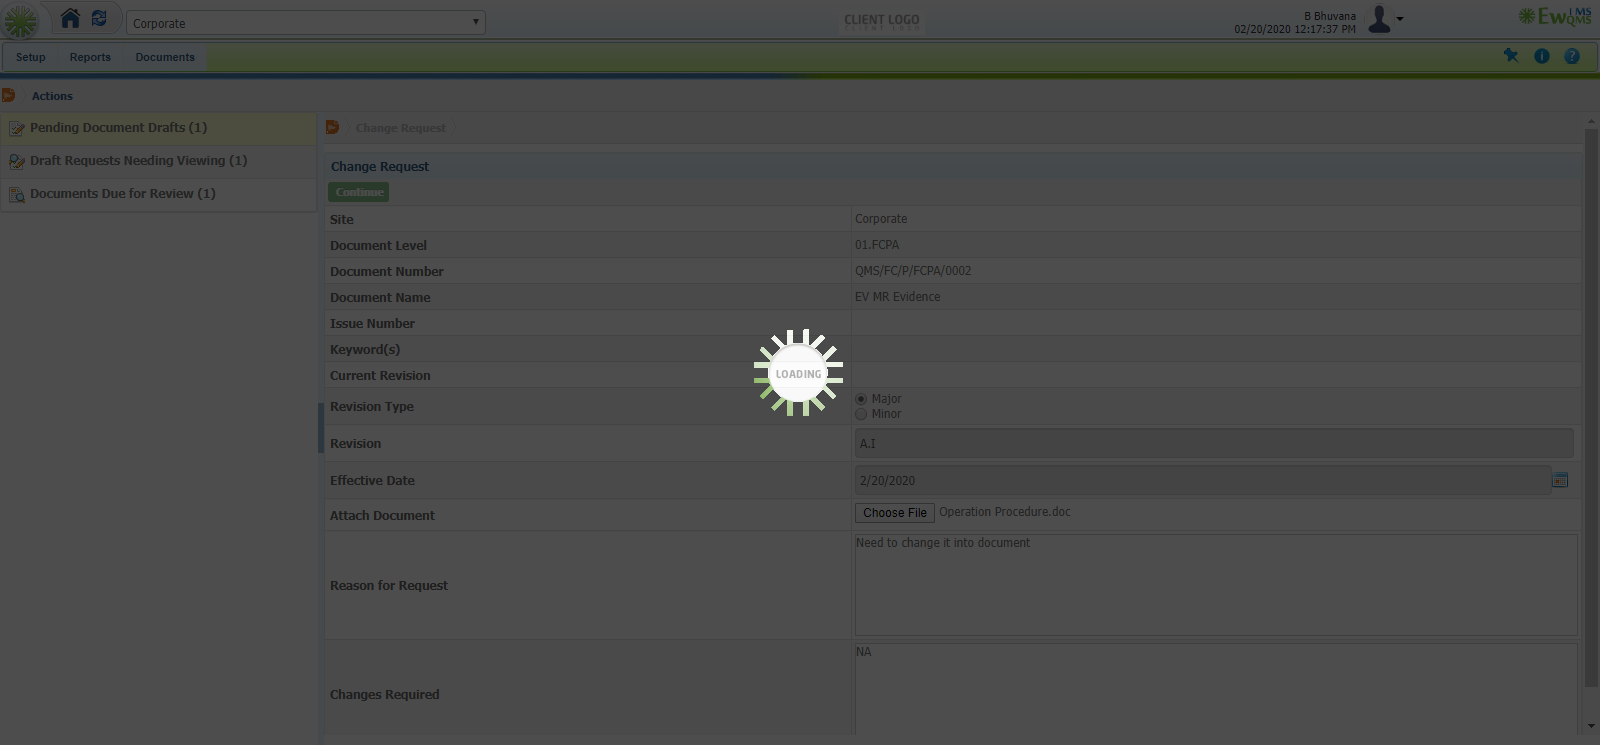 Corporate
CLIENT LOGO
B Bhuvana
02/20/2020 12:17:37 PM
EwQMS
LMS
Setup
Reports
Documents
Actions
Pending Document Drafts (1)
Draft Requests Needing Viewing (1)
Documents Due for Review (1)
Change Request
Change Request
Continue
Site
Corporate
Document Level
01.FCPA
Document Number
QMS/FC/P/FCPA/0002
Document Name
EV MR Evidence
Issue Number
Keyword(s)
Current Revision
LOADING
Revision Type
Major
Minor
Revision
A.I
Effective Date
2/20/2020
Attach Document
Choose File Operation Procedure.doc
Reason for Request
Need to change it into document
Changes Required
NA